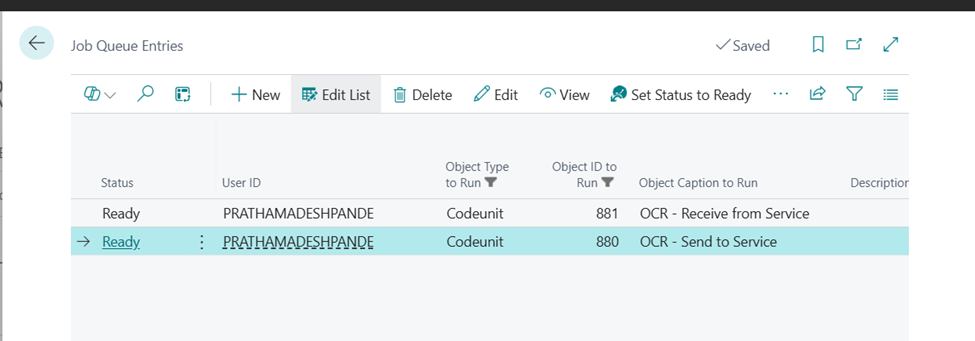 Job Queue Entries
Saved
New Edit List Delete Edit View Set Status to Ready
Status User ID Object Type to Run Object ID to Run Object Caption to Run Description
Ready PRATHAMADESHPANDE Codeunit 881 OCR - Receive from Service
Ready PRATHAMADESHPANDE Codeunit 880 OCR - Send to Service